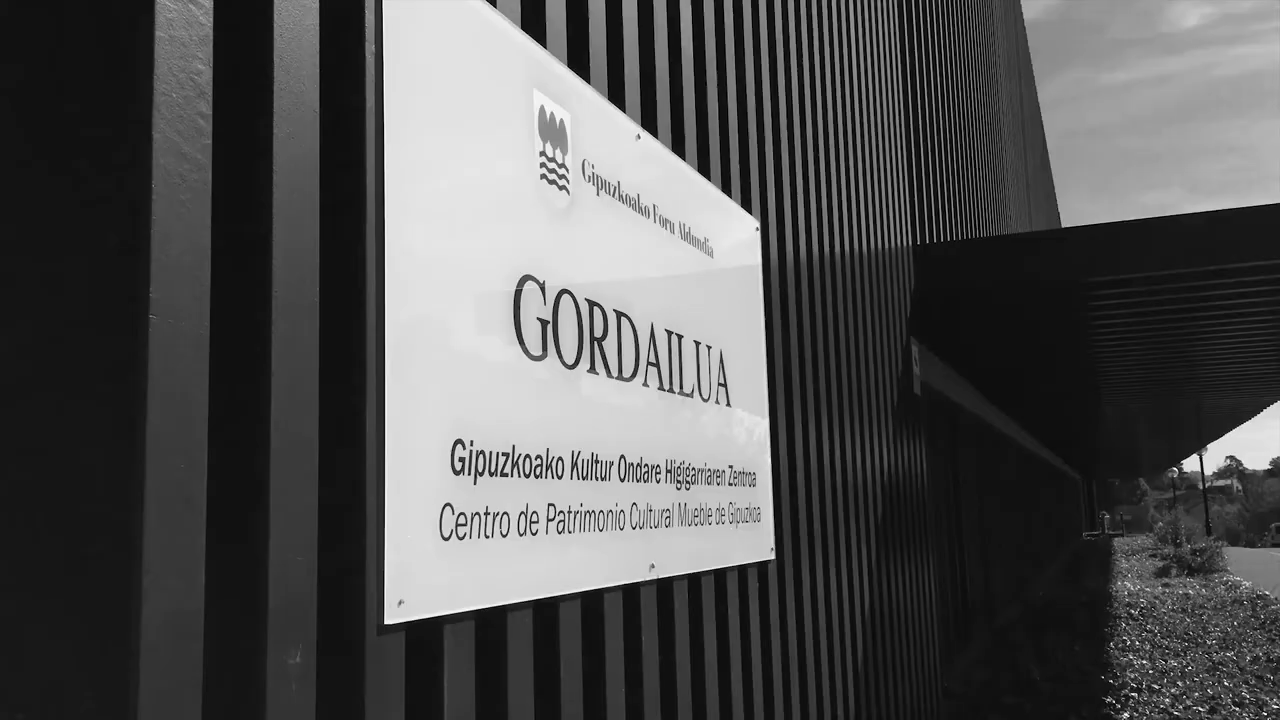 Gipuzkoako Foru Aldundia
GORDAILUA
Gipuzkoako Kultur Ondare Higigarriaren Zentroa
Centro de Patrimonio Cultural Mueble de Gipuzkoa